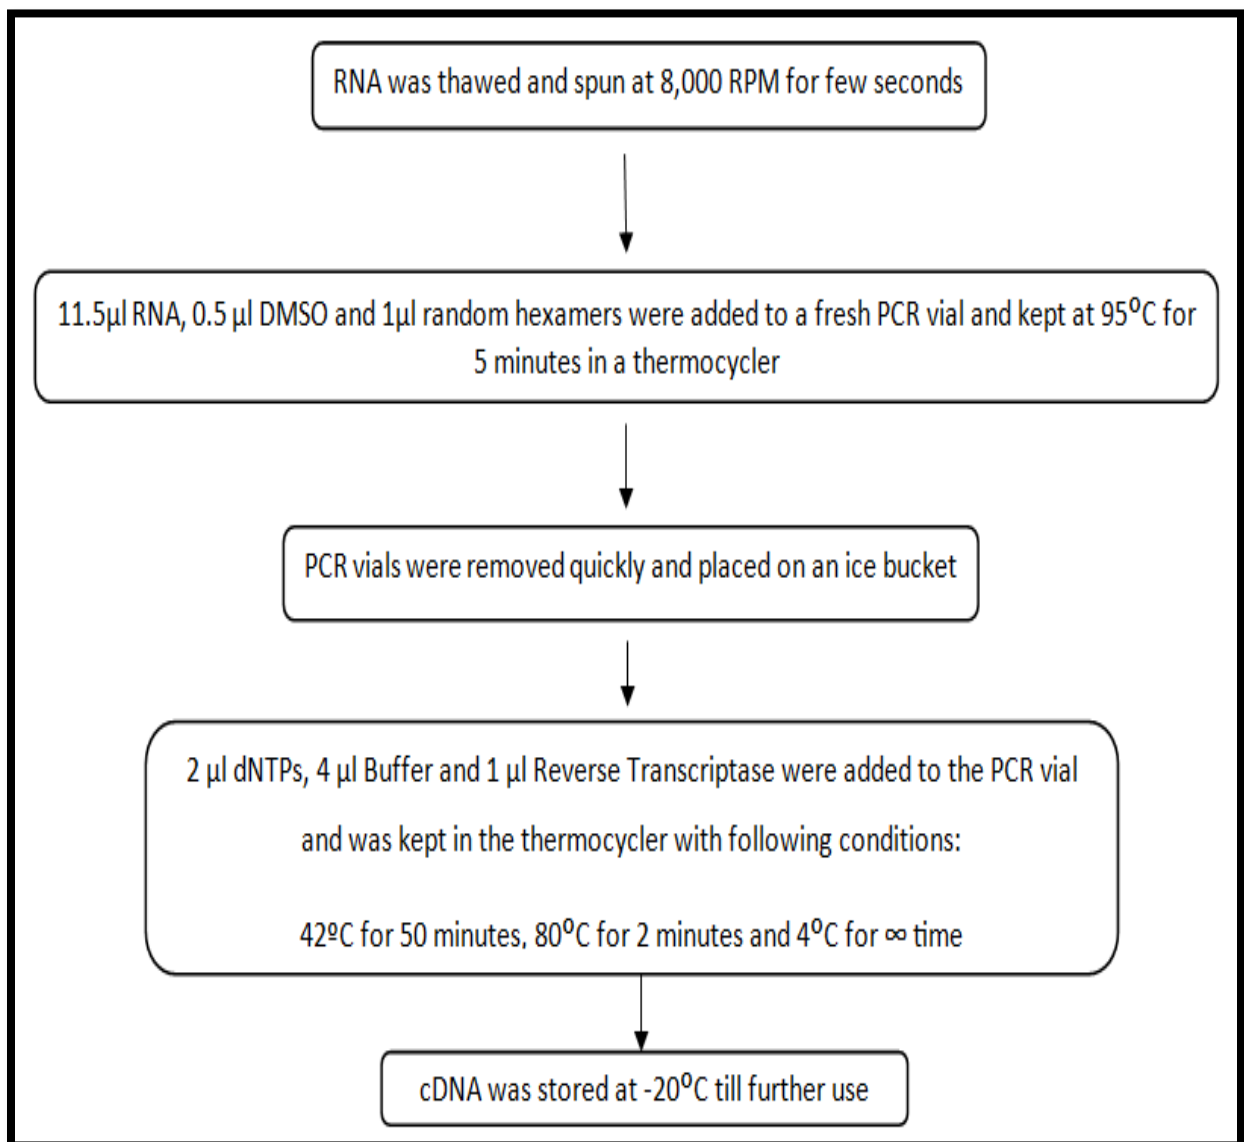 RNA was thawed and spun at 8,000 RPM for few seconds
11.5µl RNA, 0.5 µl DMSO and 1µl random hexamers were added to a fresh PCR vial and kept at 95⁰C for
5 minutes in a thermocycler
PCR vials were removed quickly and placed on an ice bucket
2 µl dNTPs, 4 µl Buffer and 1 µl Reverse Transcriptase were added to the PCR vial
and was kept in the thermocycler with following conditions:
42ºC for 50 minutes, 80⁰C for 2 minutes and 4⁰C for ∞ time
cDNA was stored at -20⁰C till further use